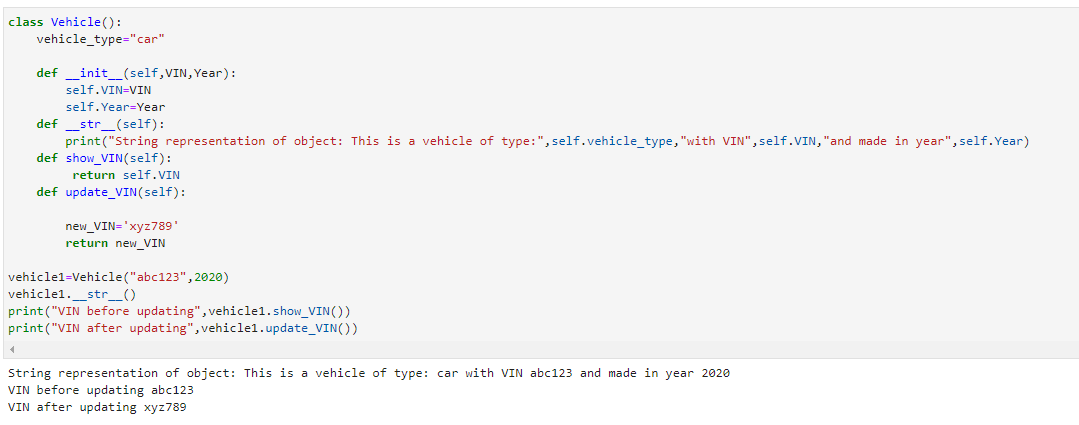 class Vehicle():
    vehicle_type="car"

    def __init__(self,VIN,Year):
        self.VIN=VIN
        self.Year=Year
    def __str__(self):
        print("String representation of object: This is a vehicle of type:",self.vehicle_type,"with VIN",self.VIN,"and made in year",self.Year)
    def show_VIN(self):
         return self.VIN
    def update_VIN(self):

        new_VIN='xyz789'
        return new_VIN

vehicle1=Vehicle("abc123",2020)
vehicle1.__str__()
print("VIN before updating",vehicle1.show_VIN())
print("VIN after updating",vehicle1.update_VIN())
String representation of object: This is a vehicle of type: car with VIN abc123 and made in year 2020
VIN before updating abc123
VIN after updating xyz789